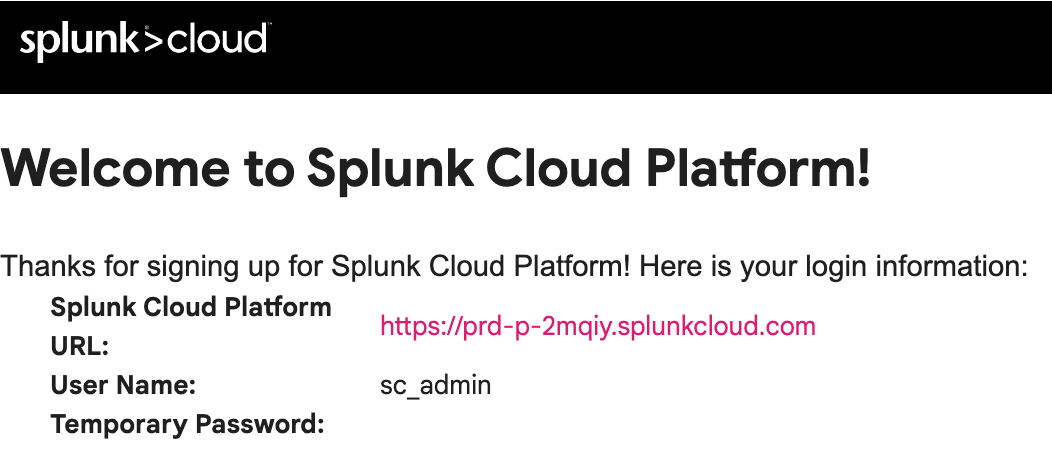 splunk>cloud™
Welcome to Splunk Cloud Platform!
Thanks for signing up for Splunk Cloud Platform! Here is your login information:
Splunk Cloud Platform
URL: https://prd-p-2mqiy.splunkcloud.com
User Name: sc_admin
Temporary Password: